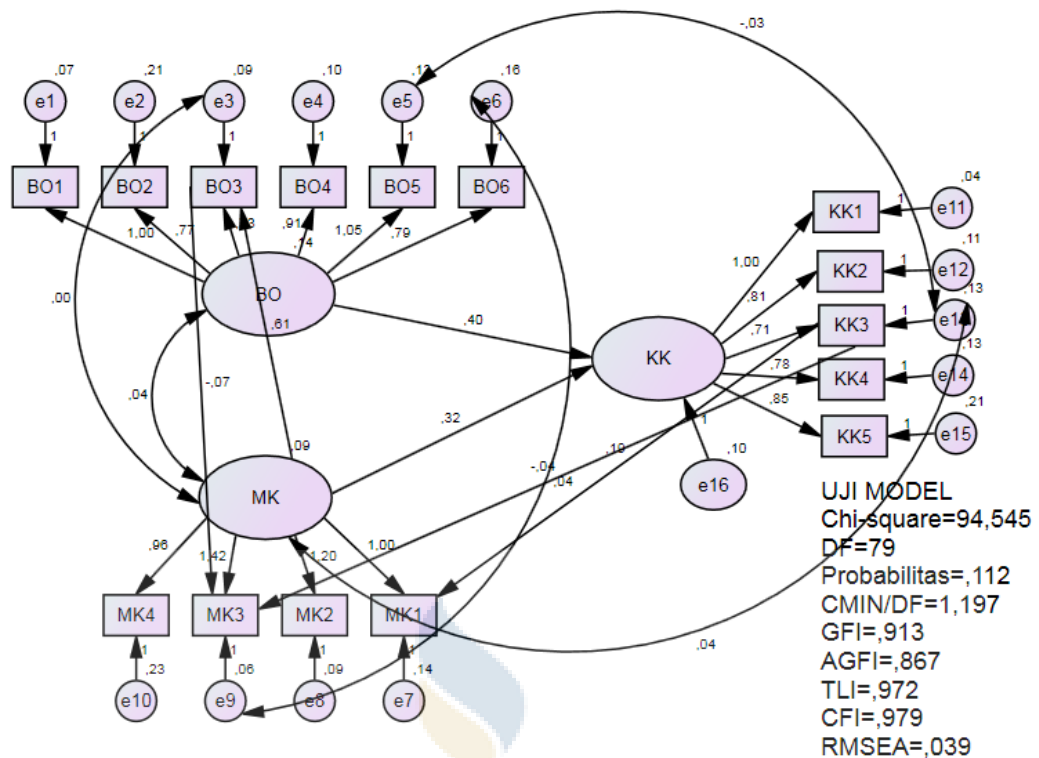 -,03
,07
,21
,09
,10
,16
e1
e2
e3
e4
e5
e6
1
1
1
1
1
1
BO1
BO2
BO3
BO4
BO5
BO6
1,00
,77
,91
1,05
,79
,14
BO
,04
e11
1
KK1
,11
e12
1
KK2
,13
1
KK3
,13
e14
1
KK4
,21
e15
1
KK5
1,00
,81
,71
,78
,85
KK
,00
,61
,40
-,07
,04
,32
,09
MK
1
,10
e16
-,04
,04
,96
1,42
1,20
1,00
,04
MK4
MK3
MK2
MK1
1
1
1
1
,23
,06
,09
,14
e10
e9
e8
e7
UJI MODEL
Chi-square=94,545
DF=79
Probabilitas=,112
CMIN/DF=1,197
GFI=,913
AGFI=,867
TLI=,972
CFI=,979
RMSEA=,039